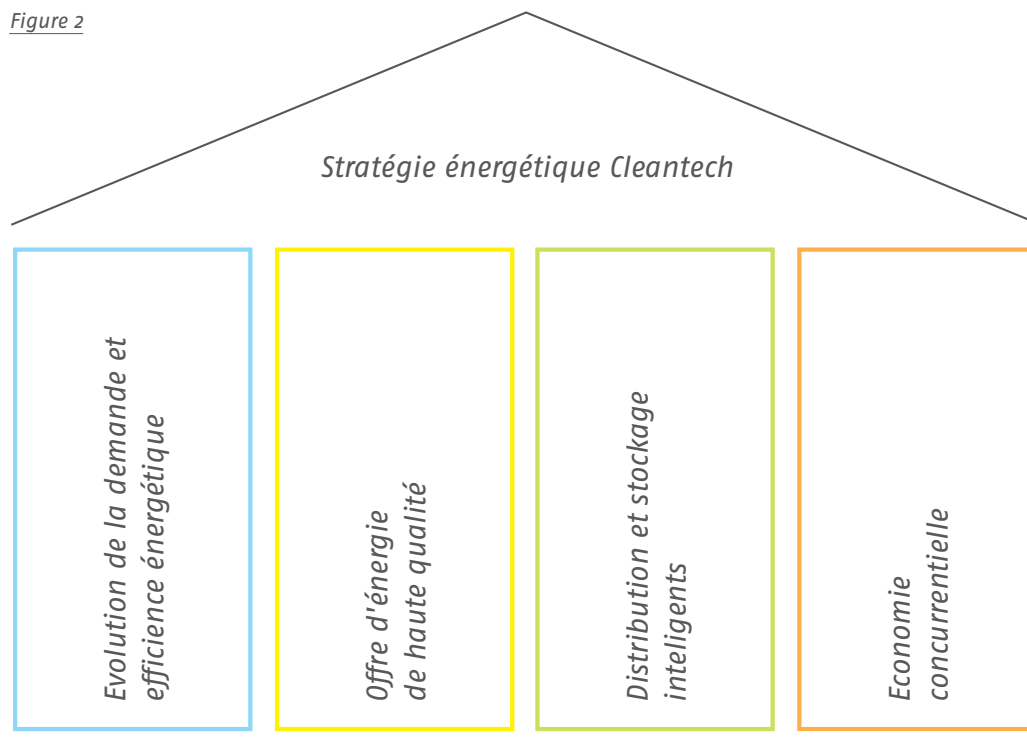 Figure 2
Stratégie énergétique Cleantech
Evolution de la demande et
efficience énergétique
Offre d'énergie
de haute qualité
Distribution et stockage
inteligents
Economie
concurrentielle